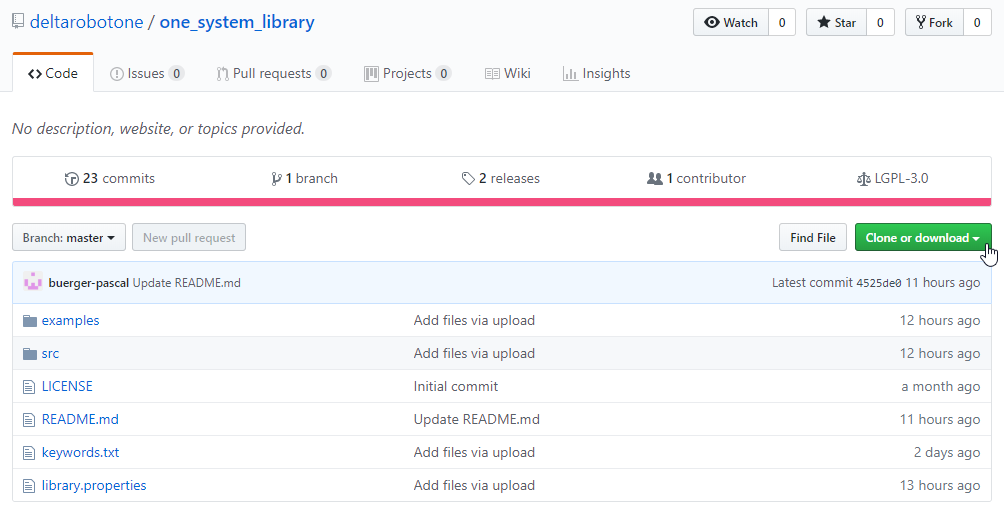 deltarobotone / one_system_library Watch 0 Star 0 Fork 0
Code Issues 0 Pull requests 0 Projects 0 Wiki Insights
No description, website, or topics provided.
23 commits 1 branch 2 releases 1 contributor LGPL-3.0
Branch: master New pull request Find File Clone or download
buerger-pascal Update README.md Latest commit 4525de0 11 hours ago
examples Add files via upload 12 hours ago
src Add files via upload 12 hours ago
LICENSE Initial commit a month ago
README.md Update README.md 11 hours ago
keywords.txt Add files via upload 2 days ago
library.properties Add files via upload 13 hours ago